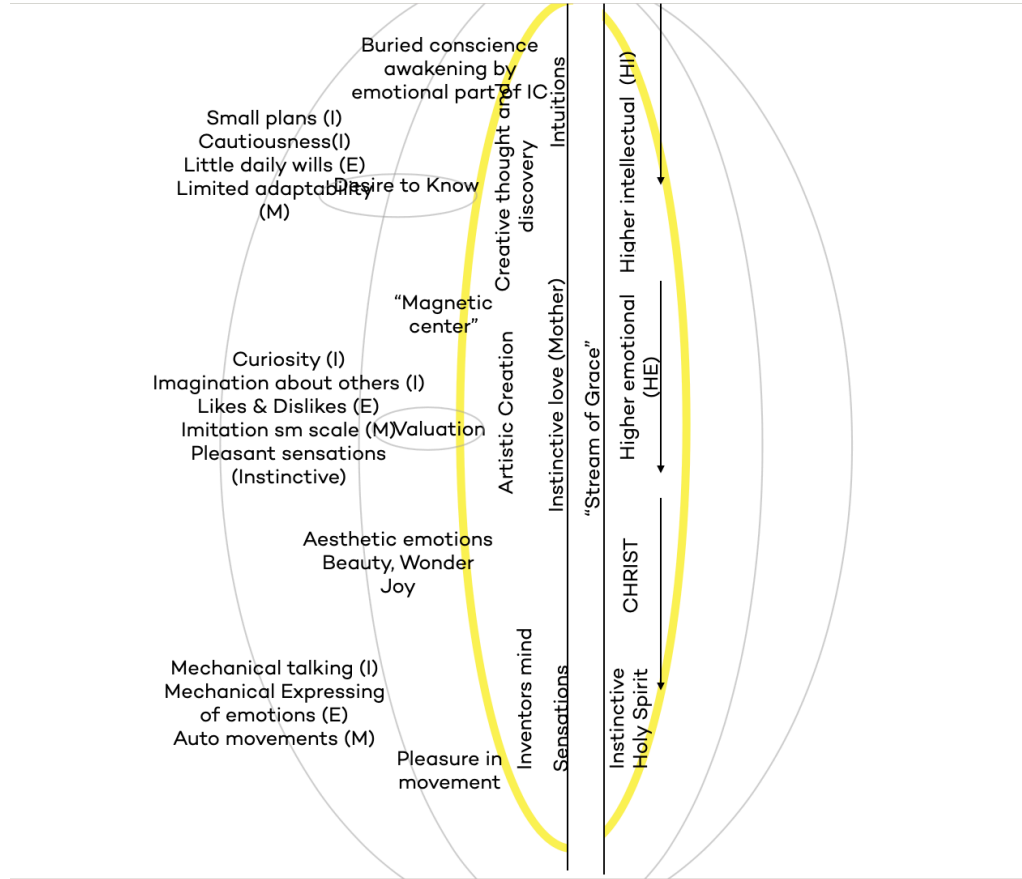 Buried conscience
awakening by
emotional part of IC
Small plans (I)
Cautiousness(I)
Little daily wills (E)
Limited adaptability
(M)
Desire to Know
“Magnetic
center”
Curiosity (I)
Imagination about others (I)
Likes & Dislikes (E)
Imitation sm scale (M)
Pleasant sensations
(Instinctive)
Valuation
Aesthetic emotions
Beauty, Wonder
Joy
Mechanical talking (I)
Mechanical Expressing
of emotions (E)
Auto movements (M)
Pleasure in
movement
Creative thought and
discovery
Artistic Creation
Inventors mind
Intuitions
Instinctive love (Mother)
Sensations
“Stream of Grace”
Higher intellectual (HI)
Higher emotional
(HE)
CHRIST
Instinctive
Holy Spirit